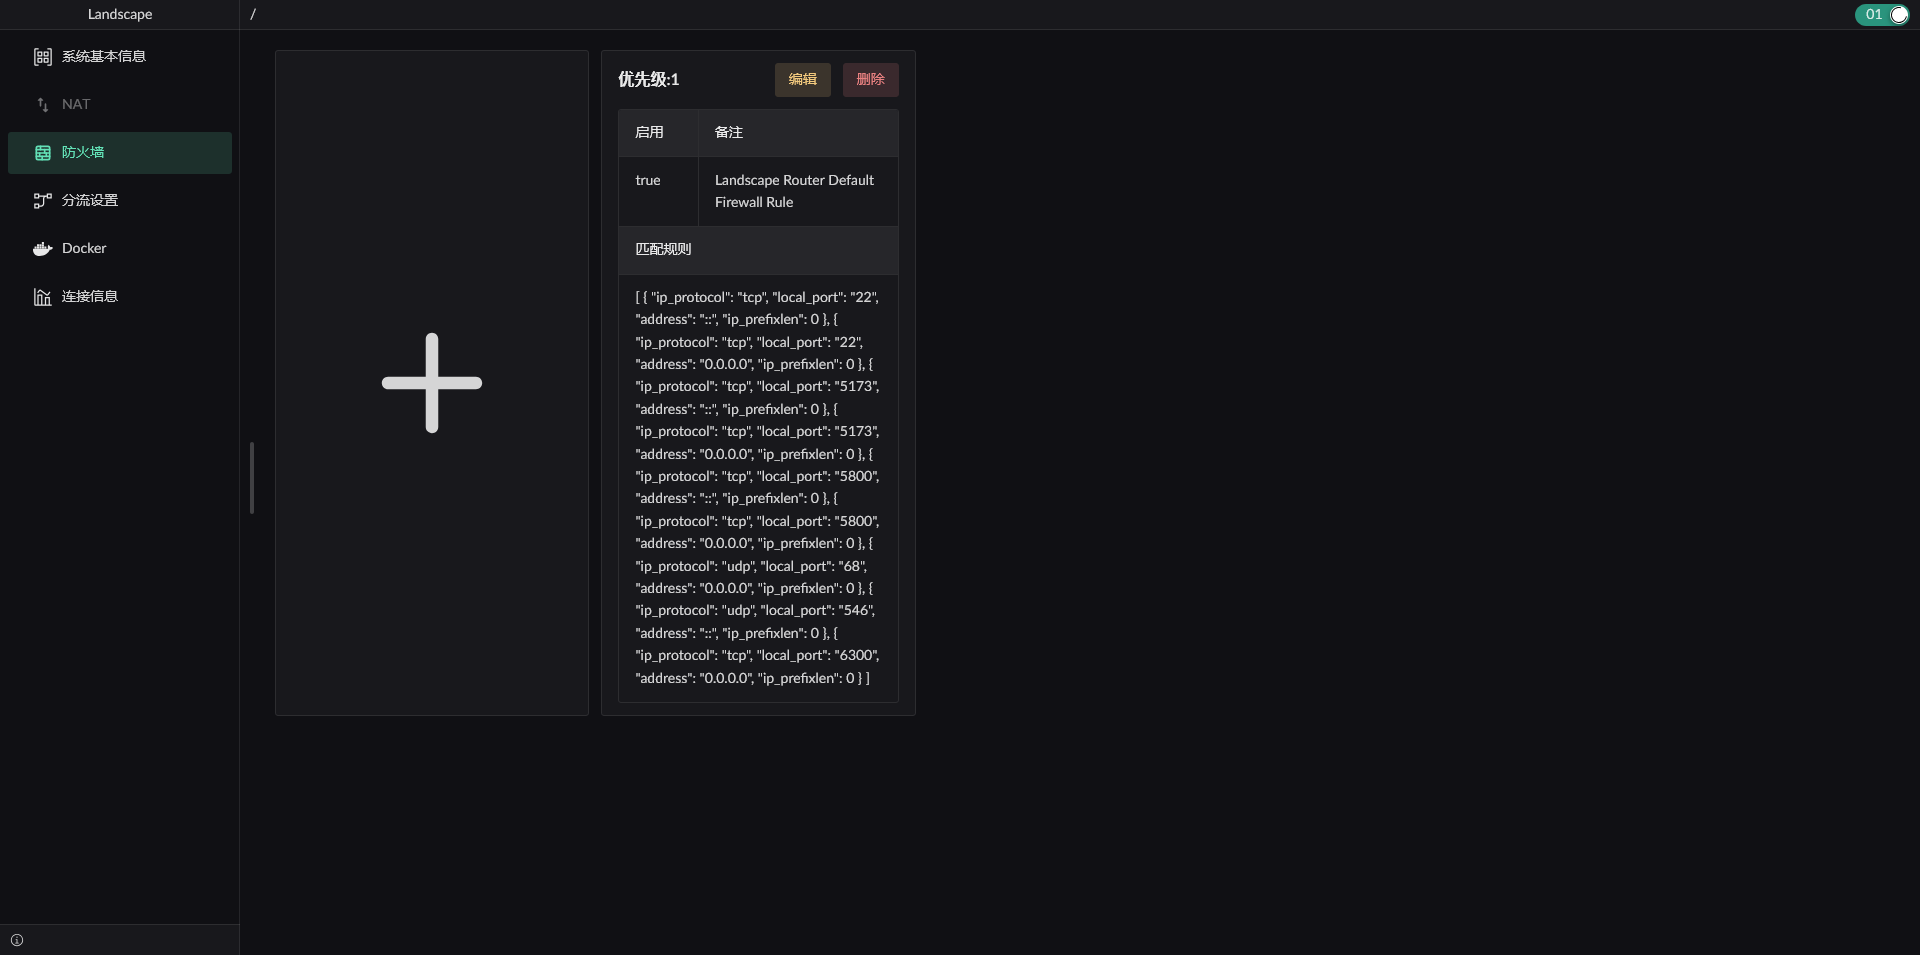 Landscape
/
01
系统基本信息
NAT
防火墙
分流设置
Docker
连接信息
优先级:1
编辑
删除
启用
备注
true
Landscape Router Default
Firewall Rule
匹配规则
[ { "ip_protocol": "tcp", "local_port": "22",
"address": "::", "ip_prefixlen": 0 }, {
"ip_protocol": "tcp", "local_port": "22",
"address": "0.0.0.0", "ip_prefixlen": 0 }, {
"ip_protocol": "tcp", "local_port": "5173",
"address": "::", "ip_prefixlen": 0 }, {
"ip_protocol": "tcp", "local_port": "5173",
"address": "0.0.0.0", "ip_prefixlen": 0 }, {
"ip_protocol": "tcp", "local_port": "5800",
"address": "::", "ip_prefixlen": 0 }, {
"ip_protocol": "tcp", "local_port": "5800",
"address": "0.0.0.0", "ip_prefixlen": 0 }, {
"ip_protocol": "udp", "local_port": "68",
"address": "0.0.0.0", "ip_prefixlen": 0 }, {
"ip_protocol": "udp", "local_port": "546",
"address": "::", "ip_prefixlen": 0 }, {
"ip_protocol": "tcp", "local_port": "6300",
"address": "0.0.0.0", "ip_prefixlen": 0 } ]